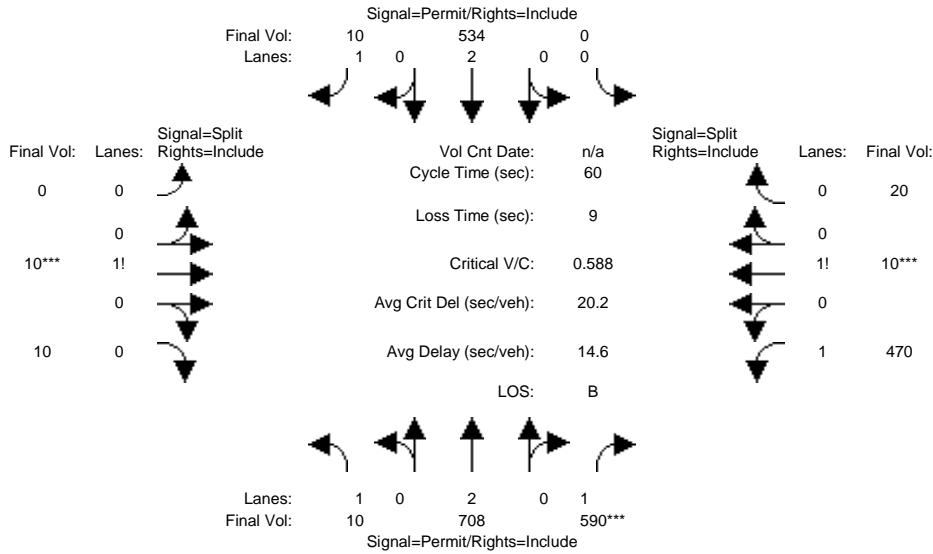 Signal=Permit/Rights=Include
Final Vol: 10 534 0
Lanes: 1 0 2 0 0
Signal=Split Signal=Split
Final Vol: Lanes: Rights=Include Vol Cnt Date: n/a Rights=Include Lanes: Final Vol:
Cycle Time (sec): 60
0 0 0 20
Loss Time (sec): 9
0 0
10*** 1! Critical V/C: 0.588 1! 10***
0 Avg Crit Del (sec/veh): 20.2 0
10 0 Avg Delay (sec/veh): 14.6 1 470
LOS: B
Lanes: 1 0 2 0 1
Final Vol: 10 708 590***
Signal=Permit/Rights=Include